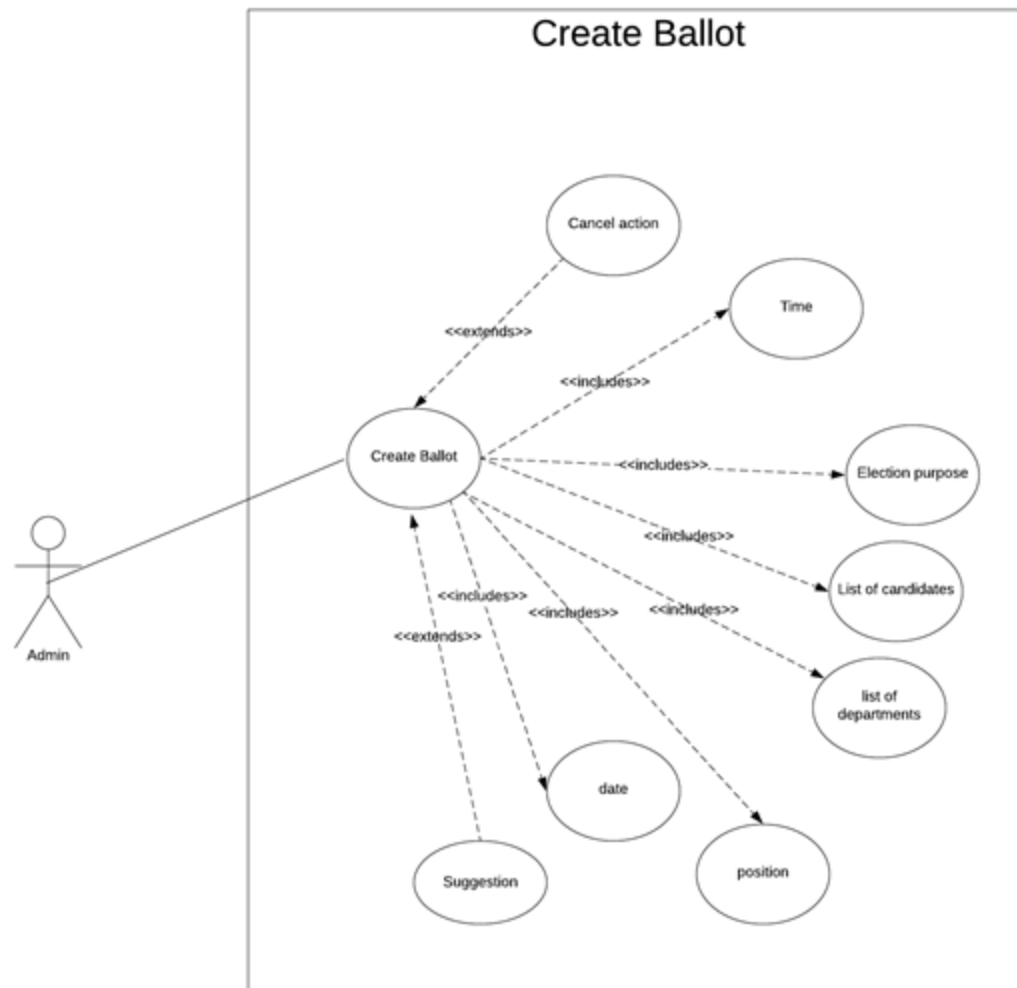 Create Ballot
Cancel action
Time
<<extends>>
<<includes>>
Create Ballot
<<includes>>
Election purpose
<<includes>>
List of candidates
<<includes>>
<<includes>>
<<includes>>
<<extends>>
Admin
list of
departments
date
position
Suggestion